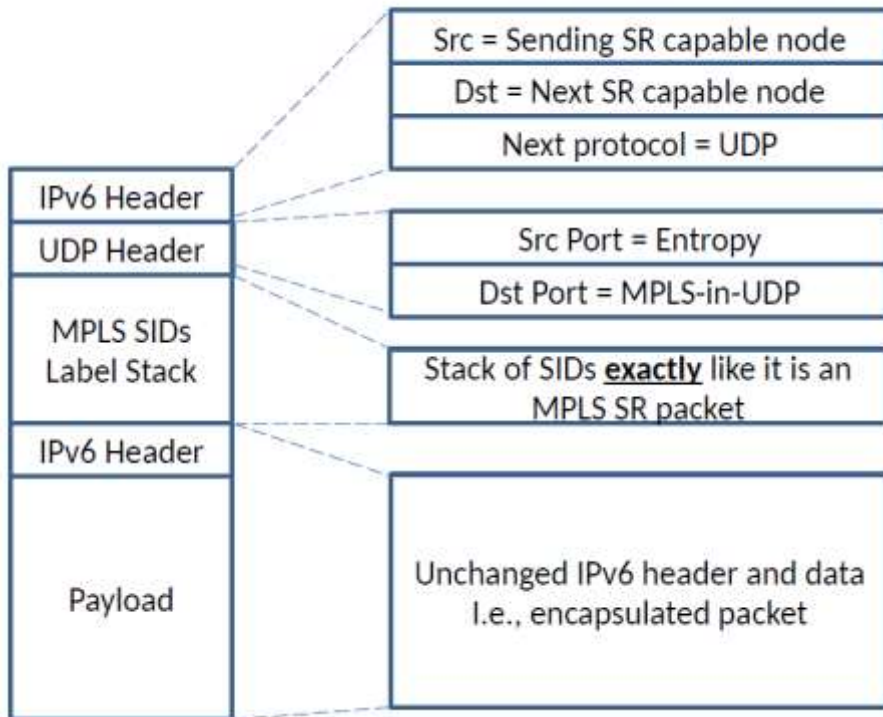 Src = Sending SR capable node
Dst = Next SR capable node
Next protocol = UDP
IPv6 Header
UDP Header
Src Port = Entropy
Dst Port = MPLS-in-UDP
MPLS SIDs
Label Stack
Stack of SIDs exactly like it is an
MPLS SR packet
IPv6 Header
Payload
Unchanged IPv6 header and data
I.e., encapsulated packet